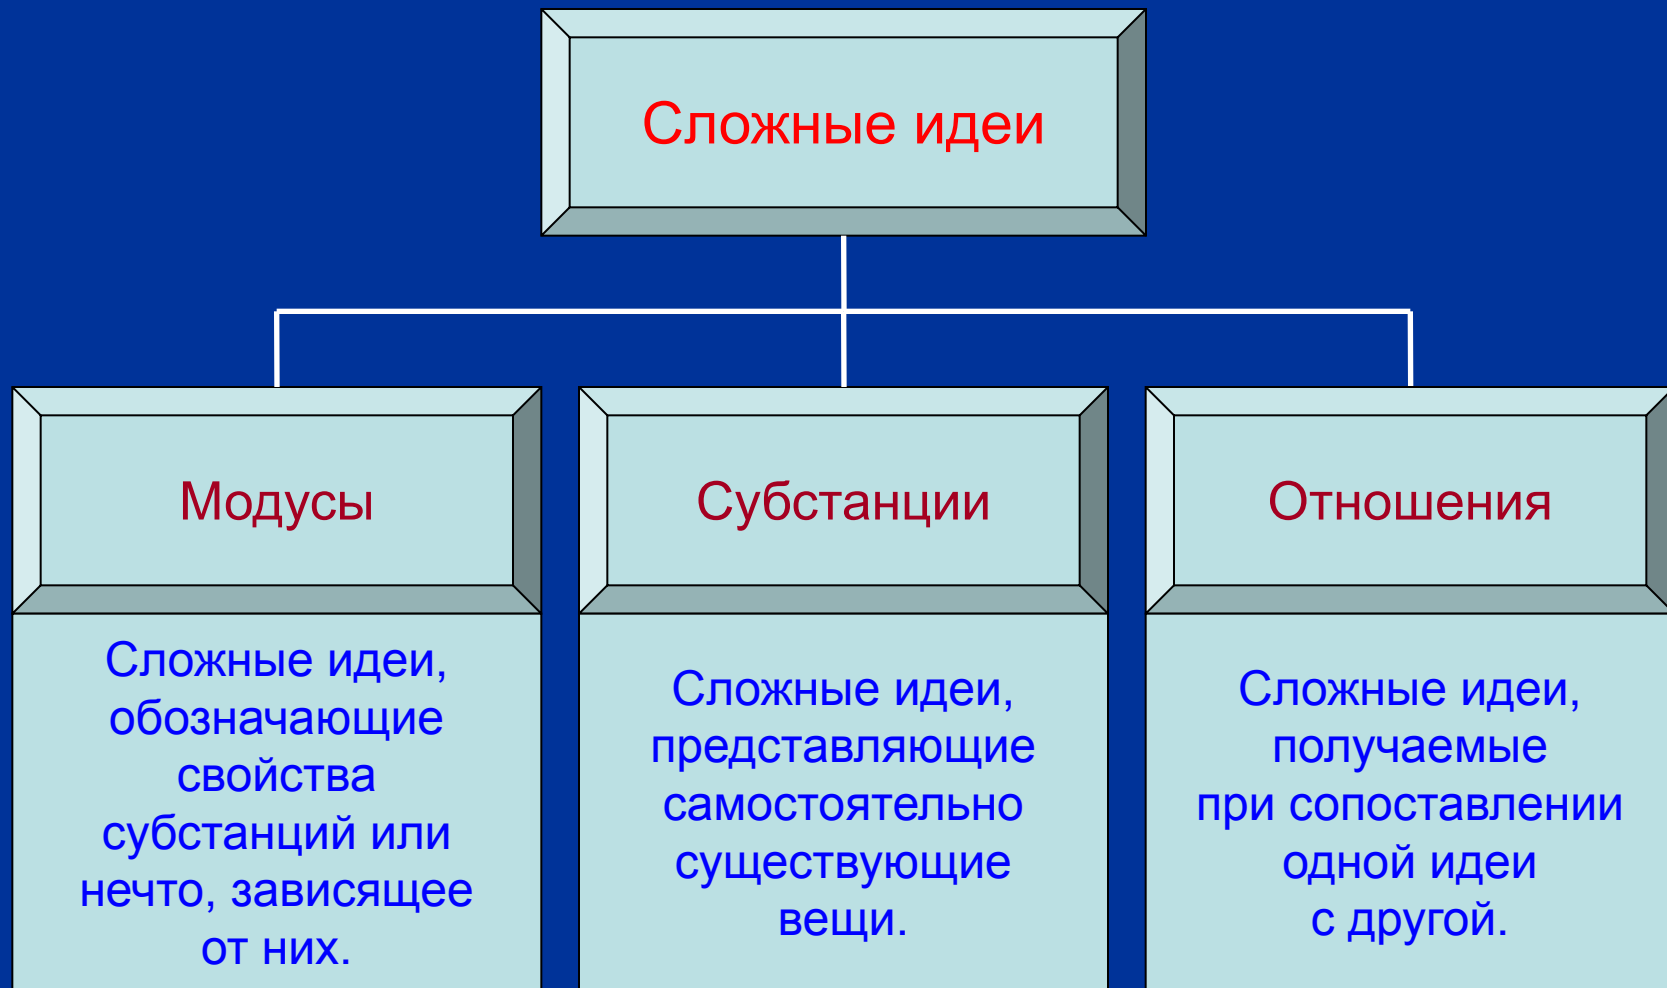 Сложные идеи
Модусы
Субстанции
Отношения
Сложные идеи,
обозначающие
свойства
субстанций или
нечто, зависящее
от них.
Сложные идеи,
представляющие
самостоятельно
существующие
вещи.
Сложные идеи,
получаемые
при сопоставлении
одной идеи
с другой.